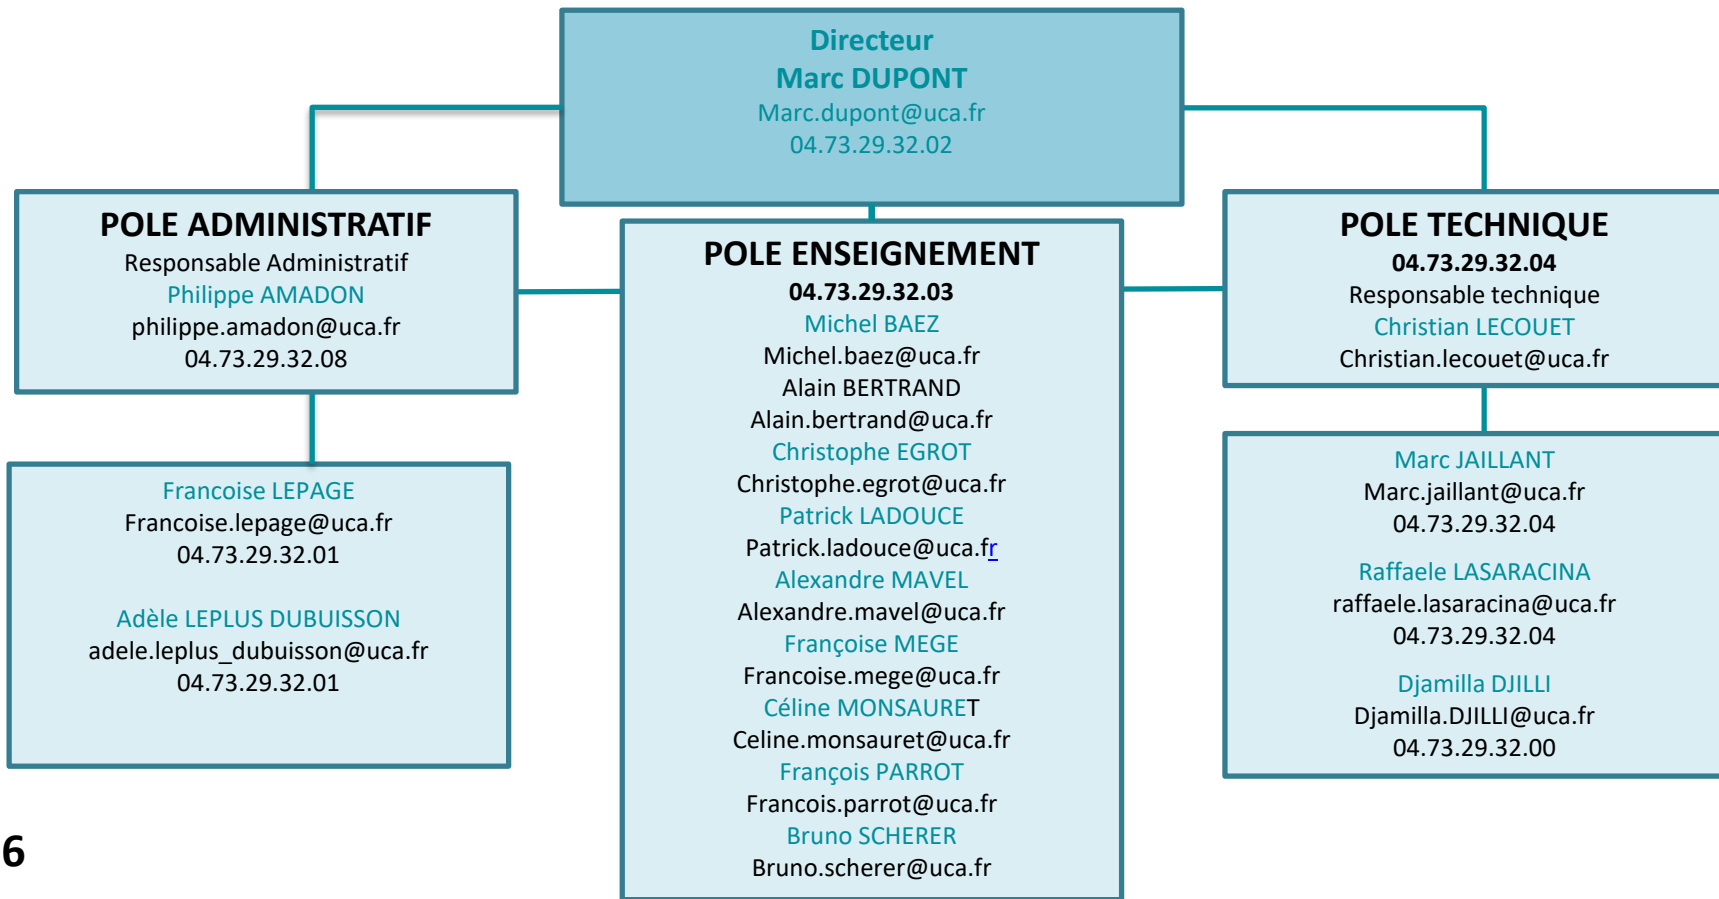 Directeur
Marc DUPONT
Marc.dupont@uca.fr
04.73.29.32.02
POLE ADMINISTRATIF
Responsable Administratif
Philippe AMADON
philippe.amadon@uca.fr
04.73.29.32.08
Francoise LEPAGE
Francoise.lepage@uca.fr
04.73.29.32.01
Adèle LEPLUS DUBUISSON
adele.leplus_dubuisson@uca.fr
04.73.29.32.01
POLE ENSEIGNEMENT
04.73.29.32.03
Michel BAEZ
Michel.baez@uca.fr
Alain BERTRAND
Alain.bertrand@uca.fr
Christophe EGROT
Christophe.egrot@uca.fr
Patrick LADOUCE
Patrick.ladouce@uca.fr
Alexandre MAVEL
Alexandre.mavel@uca.fr
Françoise MEGE
Francoise.mege@uca.fr
Céline MONSAURET
Celine.monsauret@uca.fr
François PARROT
Francois.parrot@uca.fr
Bruno SCHERER
Bruno.scherer@uca.fr
POLE TECHNIQUE
04.73.29.32.04
Responsable technique
Christian LECOUET
Christian.lecouet@uca.fr
Marc JAILLANT
Marc.jaillant@uca.fr
04.73.29.32.04
Raffaele LASARACINA
raffaele.lasaracina@uca.fr
04.73.29.32.04
Djamilla DJILLI
Djamilla.DJILLI@uca.fr
04.73.29.32.00
6